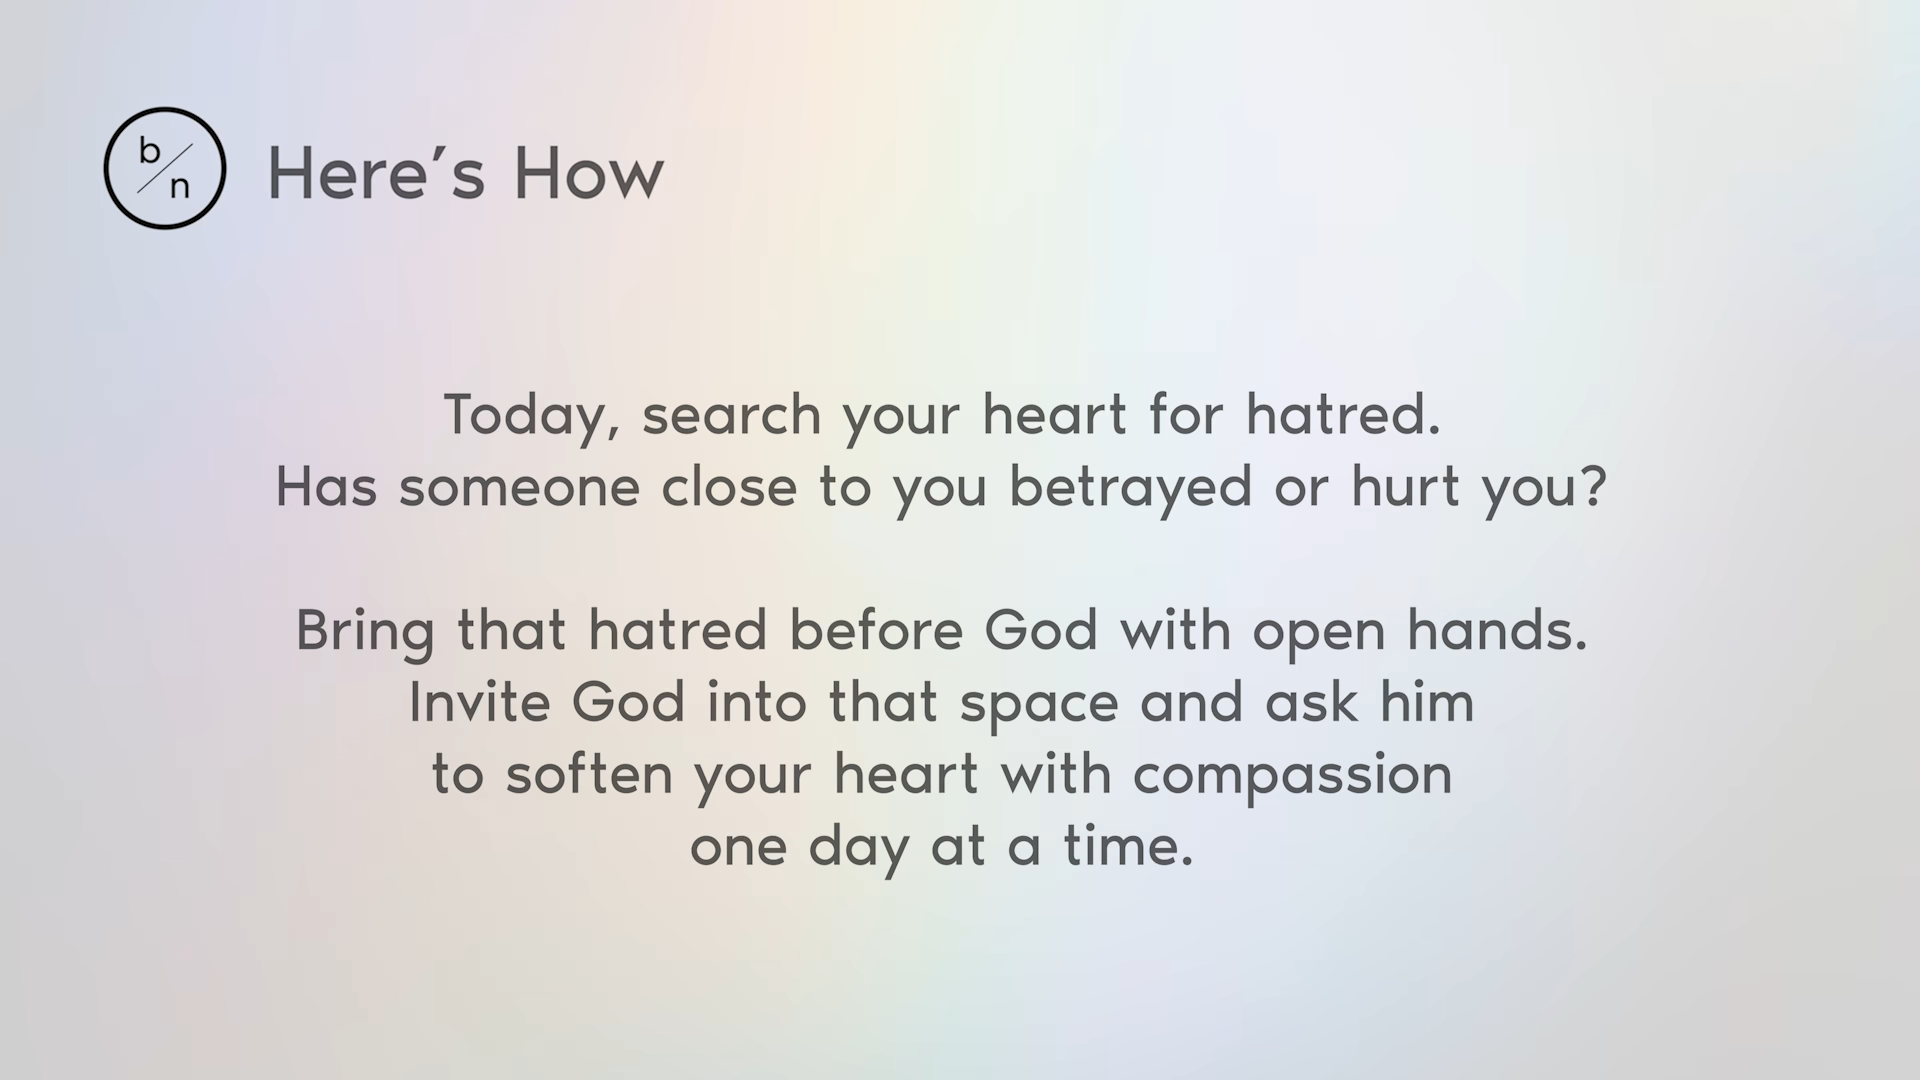 b/n
Here's How
Today, search your heart for hatred.
Has someone close to you betrayed or hurt you?
Bring that hatred before God with open hands.
Invite God into that space and ask him
to soften your heart with compassion
one day at a time.